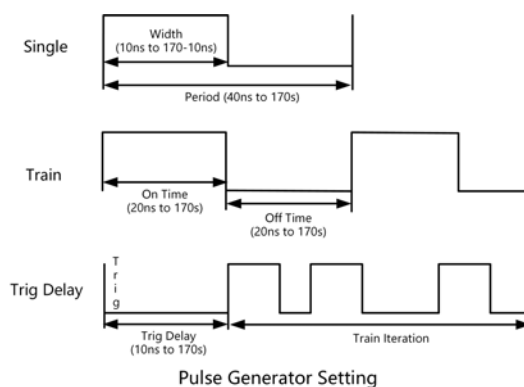 Single
Width
(10ns to 170-10ns)
Period (40ns to 170s)
Train
On Time
(20ns to 170s)
Off Time
(20ns to 170s)
Trig Delay
Trig
Trig Delay
(10ns to 170s)
Train Iteration
Pulse Generator Setting